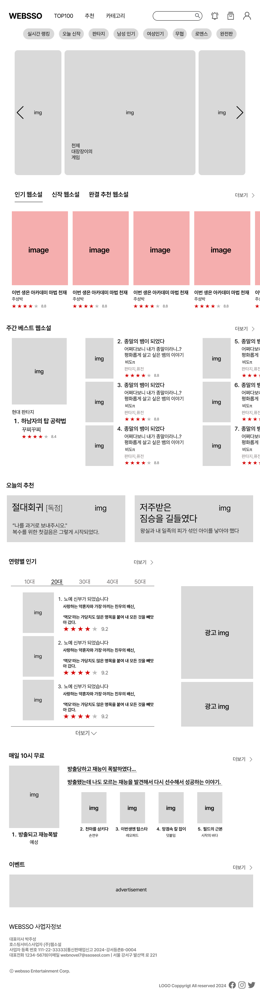 WEBSSO TOP100 추천 카테고리
실시간 랭킹 오늘 신작 판타지 남성 인기 여성인기 무협 로맨스 완전판
img img img
천제
대장장이의
게임
인기 웹소설 신작 웹소설 완결 추천 웹소설 더보기
image image image image
이번 생은 아카데미 마법 천재 이번 생은 아카데미 마법 천재 이번 생은 아카데미 마법 천재 이번 생은 아카데미 마법 천재 이
주성박 주성박 주성박 주성박 주
8.8 8.8 8.8 8.8
주간 베스트 웹소설 더보기
img
현대 판타지
1. 하남자의 탑 공략법
꾸찌꾸찌
8.4
img
2. 종말의 뱀이 되었다
어쩌다보니 내가 종말이라니..?
평화롭게 살고 싶은 뱀의 이야기
비도π
판타지,퓨전
8.8
img
3. 종말의 뱀이 되었다
어쩌다보니 내가 종말이라니..?
평화롭게 살고 싶은 뱀의 이야기
비도π
판타지,퓨전
8.8
img
4. 종말의 뱀이 되었다
어쩌다보니 내가 종말이라니..?
평화롭게 살고 싶은 뱀의 이야기
비도π
판타지,퓨전
8.8
img
5. 종말의 뱀
어쩌다보니
평화롭게
비도π
판타지,퓨전
img
6. 종말의 뱀
어쩌다보니
평화롭게
비도π
판타지,퓨전
img
7. 종말의 뱀
어쩌다보니
평화롭게
비도π
판타지,퓨전
오늘의 추천
절대회귀 [독점] img
“나를 과거로 보내주시오."
복수를 위한 첫걸음은 그렇게 시작되었다.
저주받은 img
짐승을 길들였다
왕실과 내 일족의 피가 섞인 아이를 낳아야 했다
연령별 인기 더보기
10대 20대 30대 40대 50대
img
1. 노예 신부가 되었습니다
사랑하는 약혼자와 가장 아끼는 친우의 배신,
‘역모’라는 가당치도 않은 명목을 붙여 내 모든 것을 빼앗
아 갔다.
9.2
img
2. 노예 신부가 되었습니다
사랑하는 약혼자와 가장 아끼는 친우의 배신,
‘역모’라는 가당치도 않은 명목을 붙여 내 모든 것을 빼앗
아 갔다.
9.2
img
3. 노예 신부가 되었습니다
사랑하는 약혼자와 가장 아끼는 친우의 배신,
‘역모’라는 가당치도 않은 명목을 붙여 내 모든 것을 빼앗
아 갔다.
9.2
더보기
광고 img
광고 img
매일 10시 무료 더보기
img
1. 방출되고 재능폭발
예성
방출당하고 재능이 폭발하였다...
방출됐는데 나도 모르는 재능을 발견해서 다시 선수해서 성공하는 이야기.
img img img img
2. 천마를 삼키다 3. 이번생엔 탑스타 4. 망겜속 칼 잡이 5. 필드의 근본
손연우 레오퍼드 덧붙임 시작의 바다
이벤트 더보기
advertisement
WEBSSO 사업자정보
대표이사 박주성
호스팅서비스사업자 (주)웹소설
사업자 등록 번호 111-22-33333|통신판매업신고 2024-강서등촌B-0004
대표전화 1234-5678|이메일 webnovel7@ssoseol.com | 서울 강서구 발산역 로 221
ⓒ websso Entertainment Corp.
LOGO Coppyrigt All reserved 2024